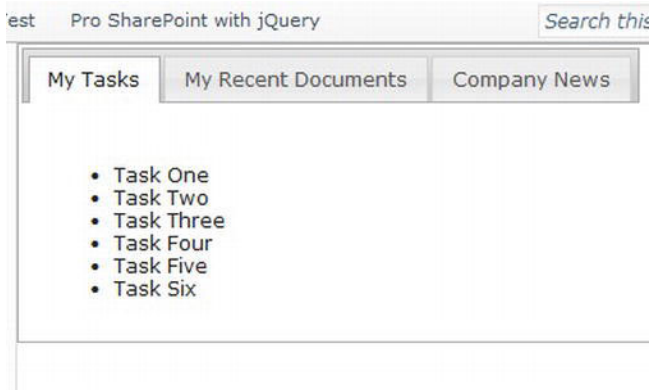 Pro SharePoint with jQuery
Search this
My Tasks
My Recent Documents
Company News
• Task One
• Task Two
• Task Three
• Task Four
• Task Five
• Task Six